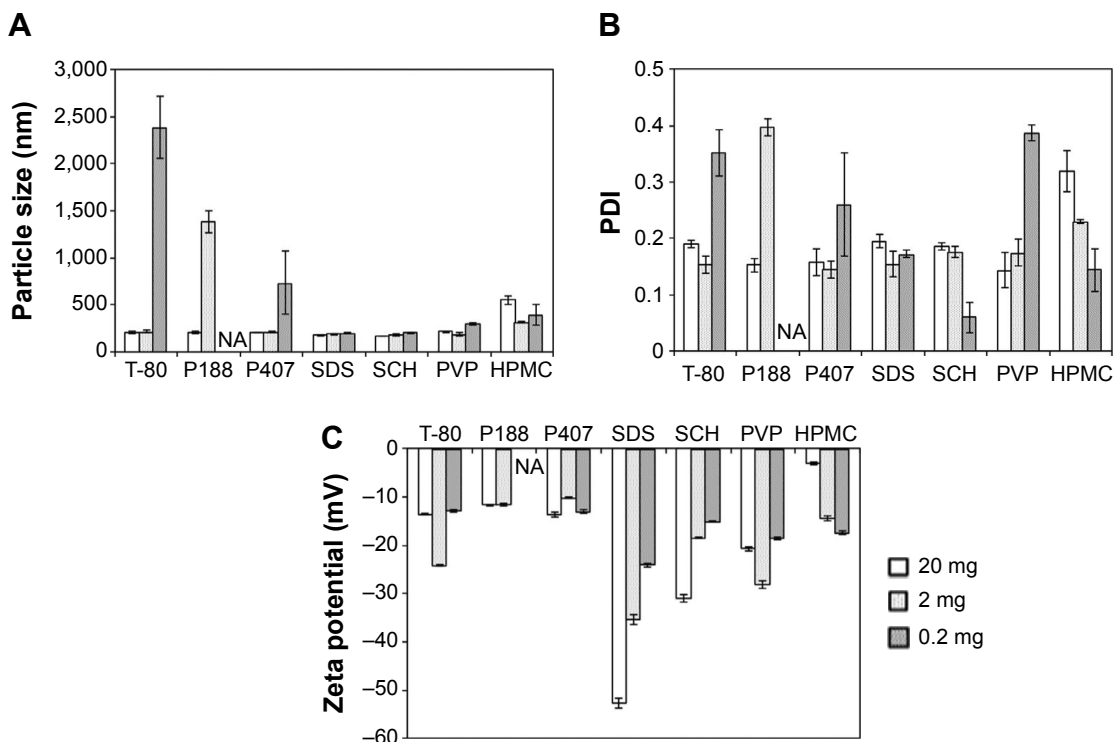 A
Particle size (nm)
3,000
2,500
2,000
1,500
1,000
500
0
NA
T-80 P188 P407 SDS SCH PVP HPMC
B
PDI
0.5
0.4
0.3
0.2
0.1
0
NA
T-80 P188 P407 SDS SCH PVP HPMC
C
T-80 P188 P407 SDS SCH PVP HPMC
Zeta potential (mV)
0
–10
–20
–30
–40
–50
–60
NA
20 mg
2 mg
0.2 mg